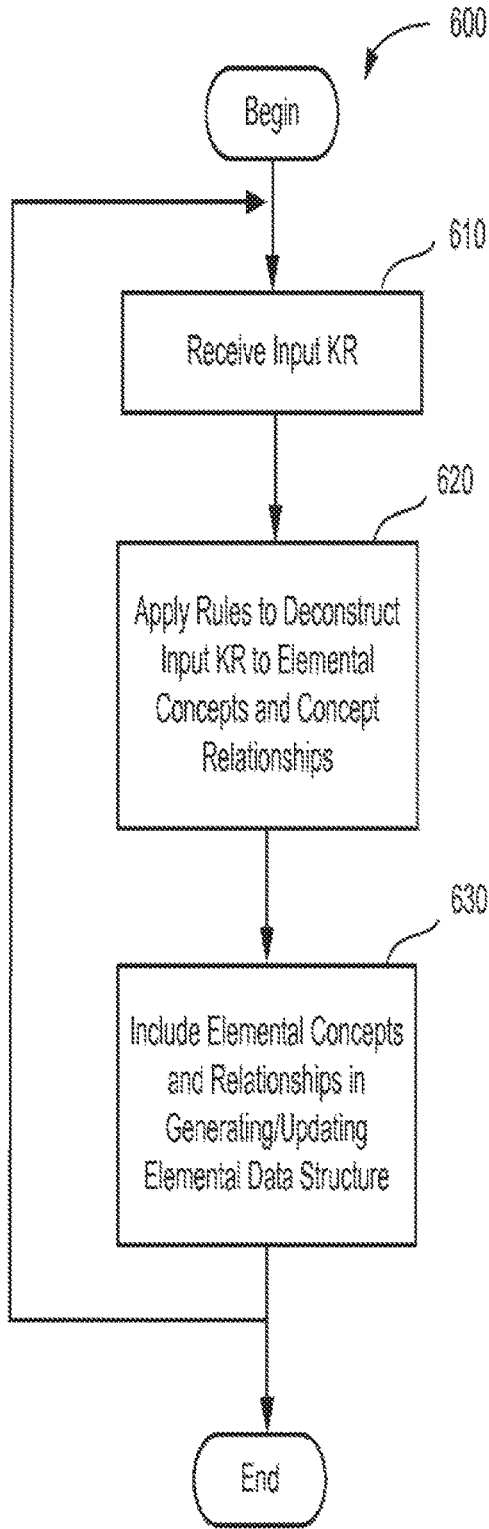 600
Begin
610
Receive Input KR
620
Apply Rules to Deconstruct
Input KR to Elemental
Concepts and Concept
Relationships
630
Include Elemental Concepts
and Relationships in
Generating/Updating
Elemental Data Structure
End